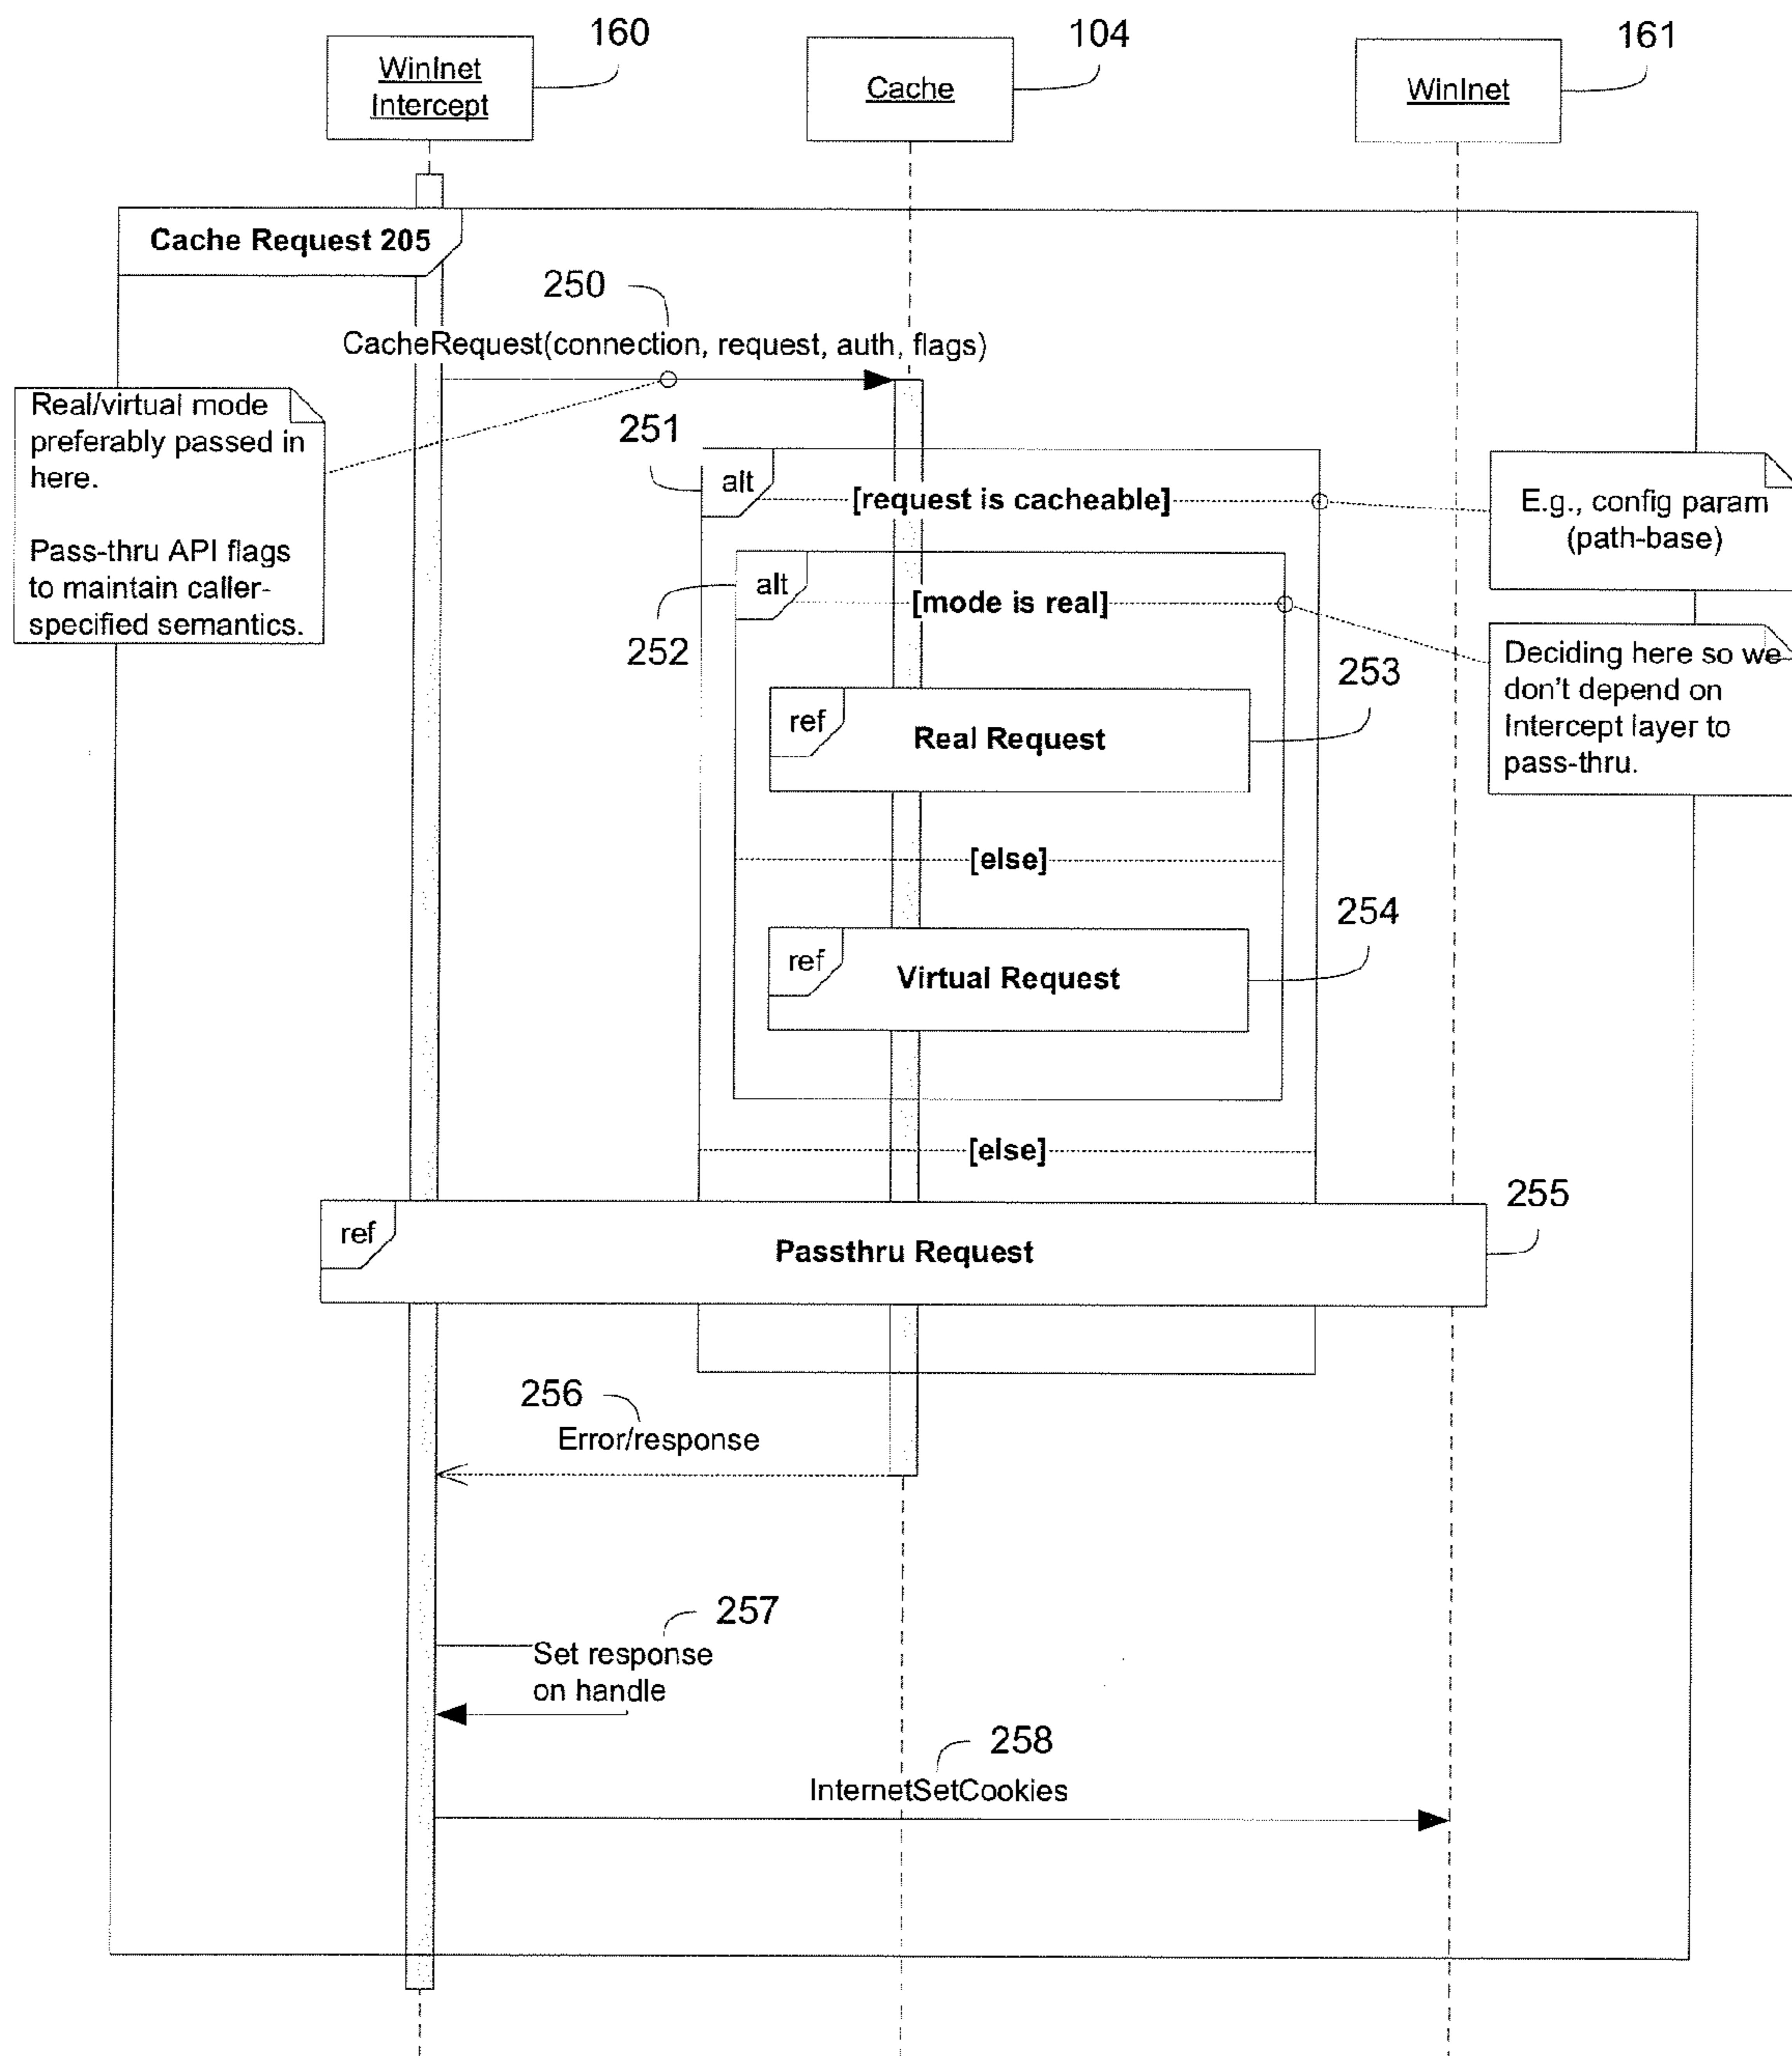 160
104
161
WinInet
Intercept
Cache
WinInet
Cache Request 205
250
CacheRequest(connection, request, auth, flags)
Real/virtual mode
preferably passed in
here.
Pass-thru API flags
to maintain caller-
specified semantics.
251
alt
[request is cacheable]
E.g., config param
(path-base)
alt
[mode is real]
252
Deciding here so we
don't depend on
Intercept layer to
pass-thru.
253
ref
Real Request
[else]
254
ref
Virtual Request
[else]
255
ref
Passthru Request
256
Error/response
257
Set response
on handle
258
InternetSetCookies